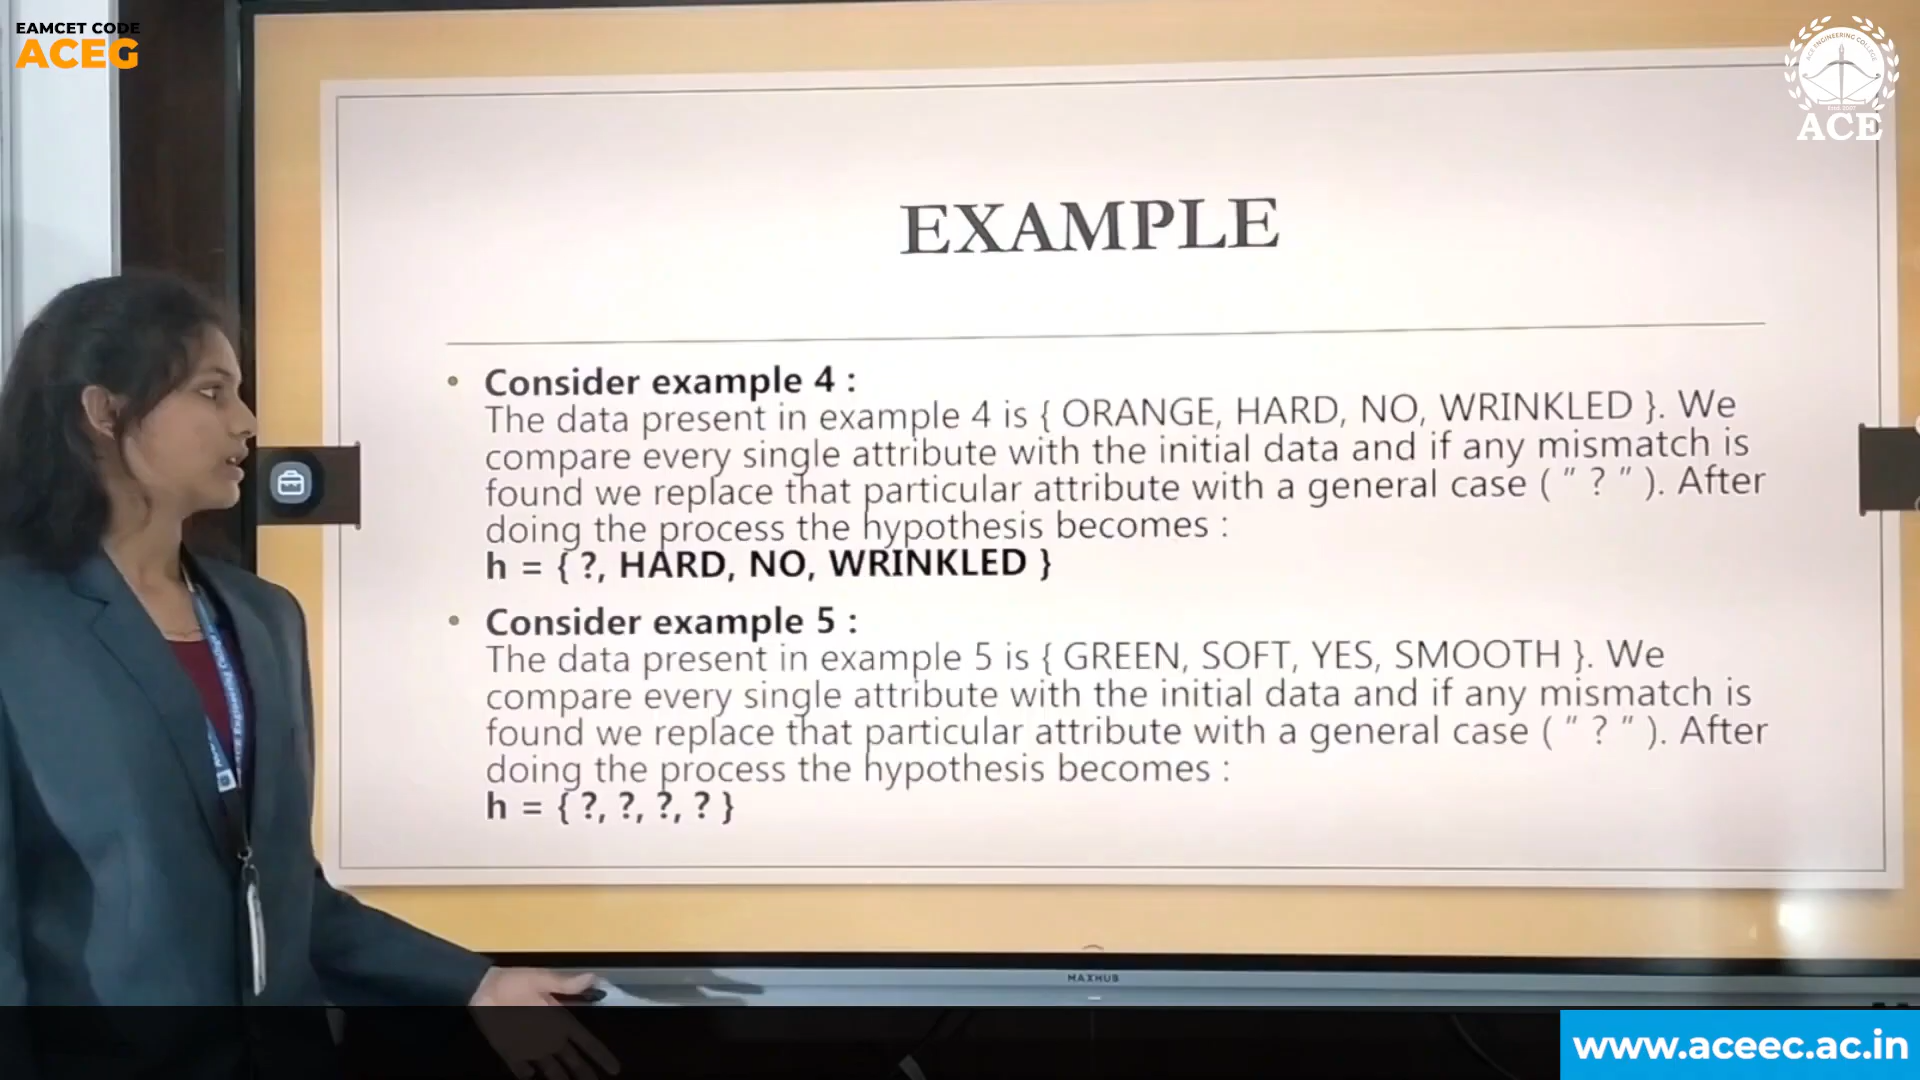 EAMCET CODE
ACEG
ACE ENGINEERING COLLEGE
ACE
EXAMPLE
• Consider example 4 :
The data present in example 4 is { ORANGE, HARD, NO, WRINKLED }. We
compare every single attribute with the initial data and if any mismatch is
found we replace that particular attribute with a general case ( " ? " ). After
doing the process the hypothesis becomes :
h = { ?, HARD, NO, WRINKLED }
• Consider example 5 :
The data present in example 5 is { GREEN, SOFT, YES, SMOOTH }. We
compare every single attribute with the initial data and if any mismatch is
found we replace that particular attribute with a general case ( " ? " ). After
doing the process the hypothesis becomes :
h = { ?, ?, ?, ? }
MAXHUB
www.aceec.ac.in